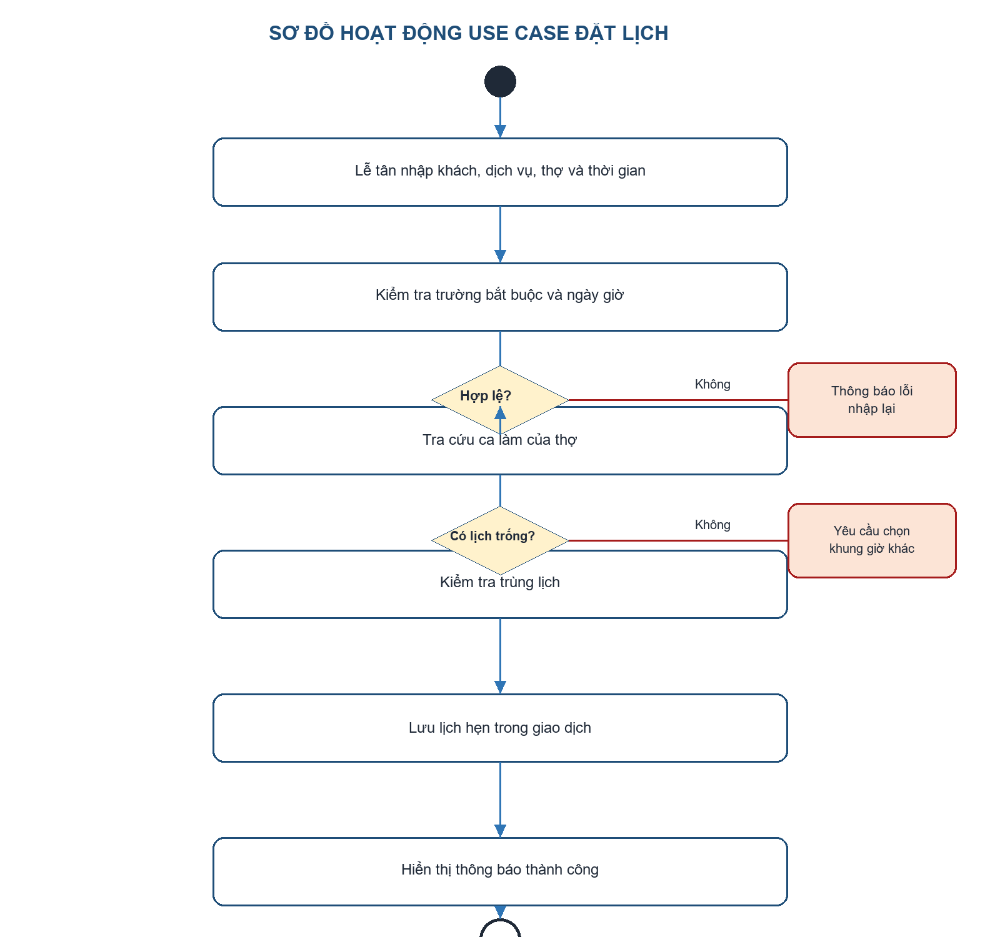 SƠ ĐỒ HOẠT ĐỘNG USE CASE ĐẶT LỊCH
Lễ tân nhập khách, dịch vụ, thợ và thời gian
Kiểm tra trường bắt buộc và ngày giờ
Hợp lệ?
Không
Thông báo lỗi
nhập lại
Tra cứu ca làm của thợ
Có lịch trống?
Không
Yêu cầu chọn
khung giờ khác
Kiểm tra trùng lịch
Lưu lịch hẹn trong giao dịch
Hiển thị thông báo thành công